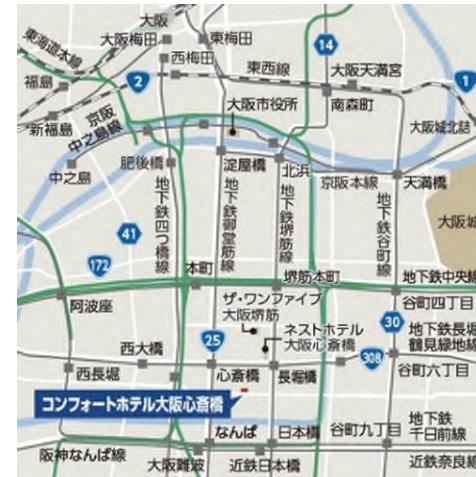 大阪
東海道本線
大阪梅田
東梅田
西梅田
14
福島
2
東西線
大阪天満宮
1
南森町
新福島
京阪
中之島線
大阪市役所
大阪城北詰
中之島
肥後橋
淀屋橋
北浜
京阪本線
天満橋
地下鉄四つ橋線
地下鉄御堂筋線
地下鉄堺筋線
地下鉄谷町線
大阪城
41
172
本町
堺筋本町
地下鉄中央線
阿波座
ザ・ワンファイブ
大阪堺筋
谷町四丁目
30
ネストホテル
大阪心斎橋
地下鉄長堀
鶴見緑地線
25
308
西大橋
西長堀
心斎橋
長堀橋
谷町六丁目
コンフォートホテル大阪心斎橋
なんば
日本橋
谷町九丁目
地下鉄
千日前線
阪神なんば線
大阪難波
近鉄日本橋
近鉄奈良線